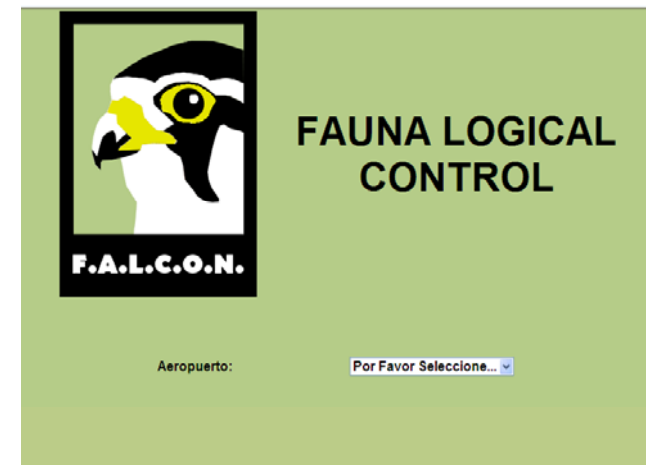 FAUNA LOGICAL
CONTROL
F.A.L.C.O.N.
Aeropuerto:
Por Favor Seleccione...